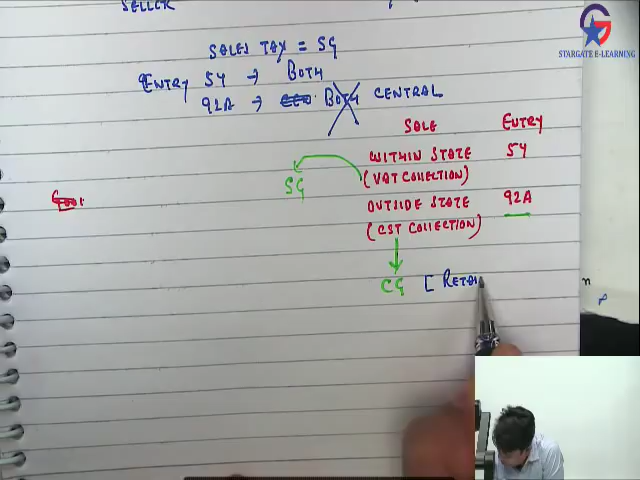 SELLER
STARGATE E-LEARNING
SALES TAX = SG
ENTRY 54 → BOTH
92A → BOTH CENTRAL
SALE ENTRY
WITHIN STATE 54
(VAT COLLECTION)
SG
OUTSIDE STATE 92A
(CST COLLECTION)
CG [ RETAI
n